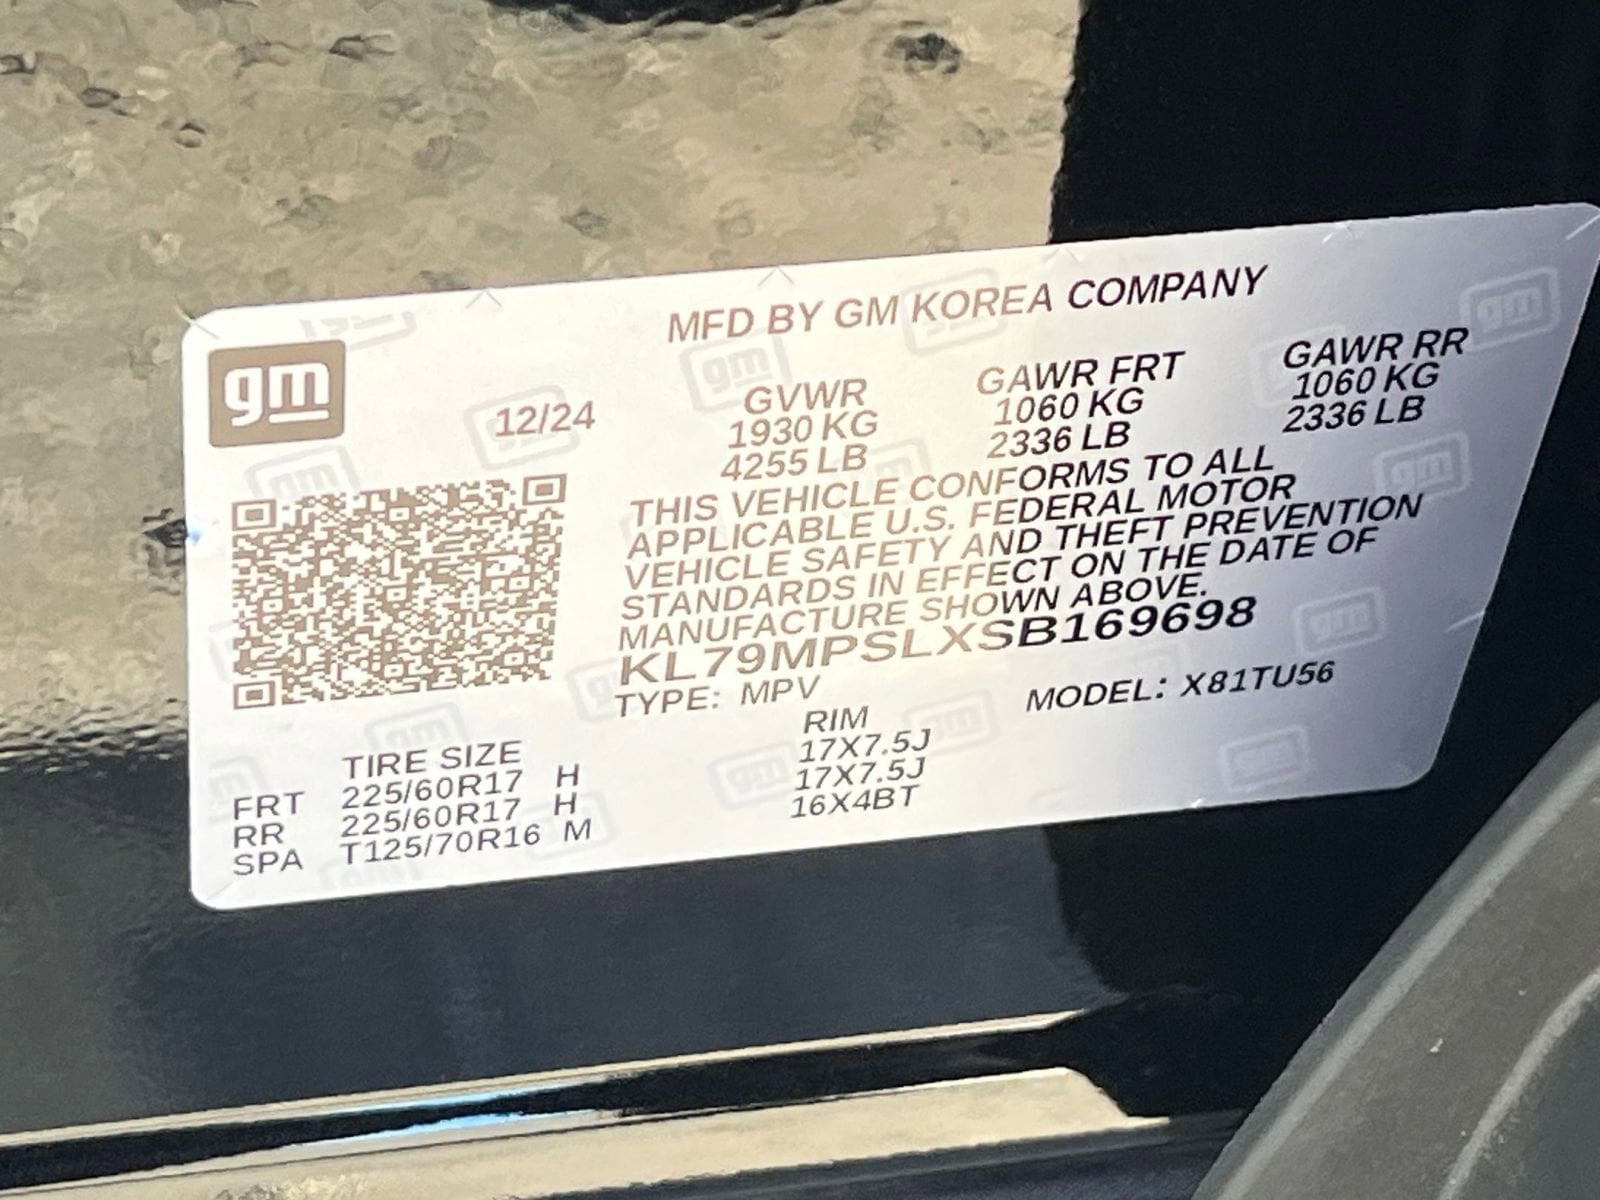 MFD BY GM KOREA COMPANY
gm
12/24
GVWR GAWR FRT GAWR RR
1930 KG 1060 KG 1060 KG
4255 LB 2336 LB 2336 LB
THIS VEHICLE CONFORMS TO ALL
APPLICABLE U.S. FEDERAL MOTOR
VEHICLE SAFETY AND THEFT PREVENTION
STANDARDS IN EFFECT ON THE DATE OF
MANUFACTURE SHOWN ABOVE.
KL79MPSLXSB169698
TYPE: MPV MODEL: X81TU56
TIRE SIZE RIM
FRT 225/60R17 H 17X7.5J
RR 225/60R17 H 17X7.5J
SPA T125/70R16 M 16X4BT